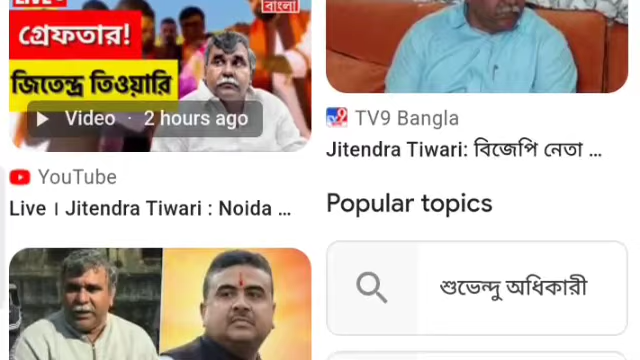 LIVE
বাংলা
গ্রেফতার!
জিতেন্দ্র তিওয়ারি
Video · 2 hours ago
YouTube
Live । Jitendra Tiwari : Noida ...
TV9 Bangla
Jitendra Tiwari: বিজেপি নেতা ...
Popular topics
শুভেন্দু অধিকারী